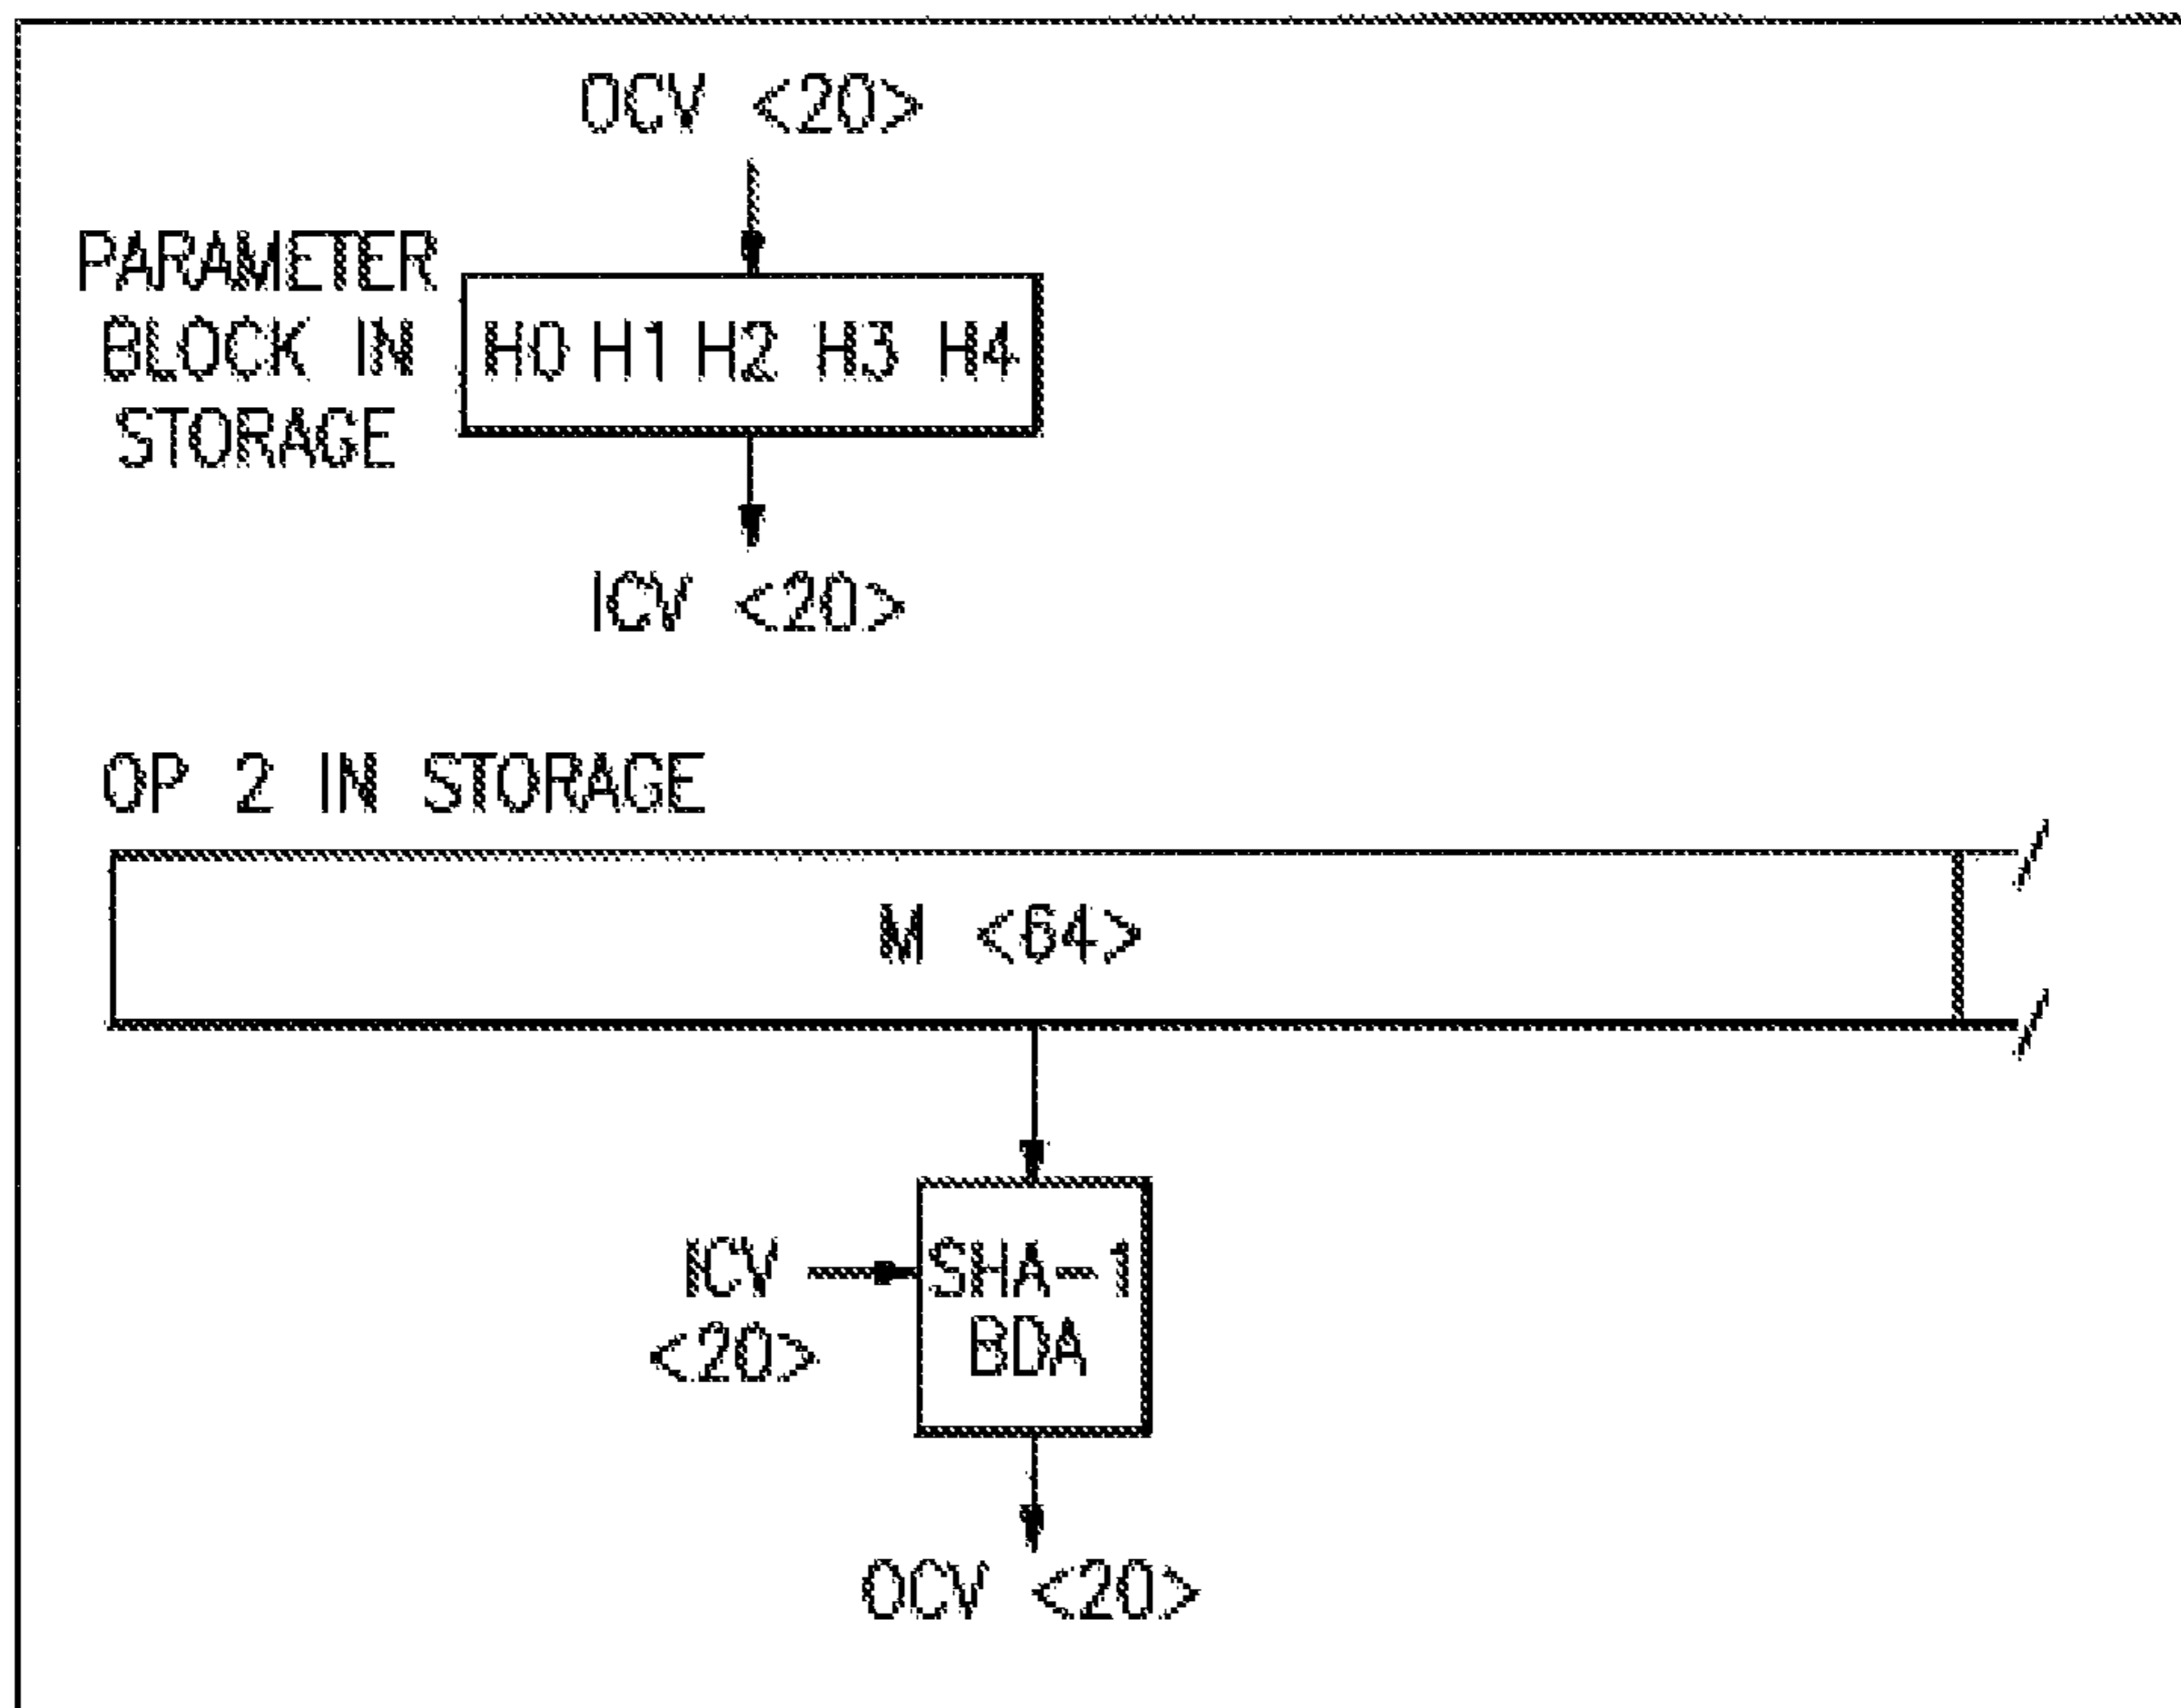 OCV <20>
PARAMETER
BLOCK IN
STORAGE
H0 H1 H2 H3 H4
ICV <20>
OP 2 IN STORAGE
M <64>
ICV
<20>
SHA-1
BDA
OCV <20>